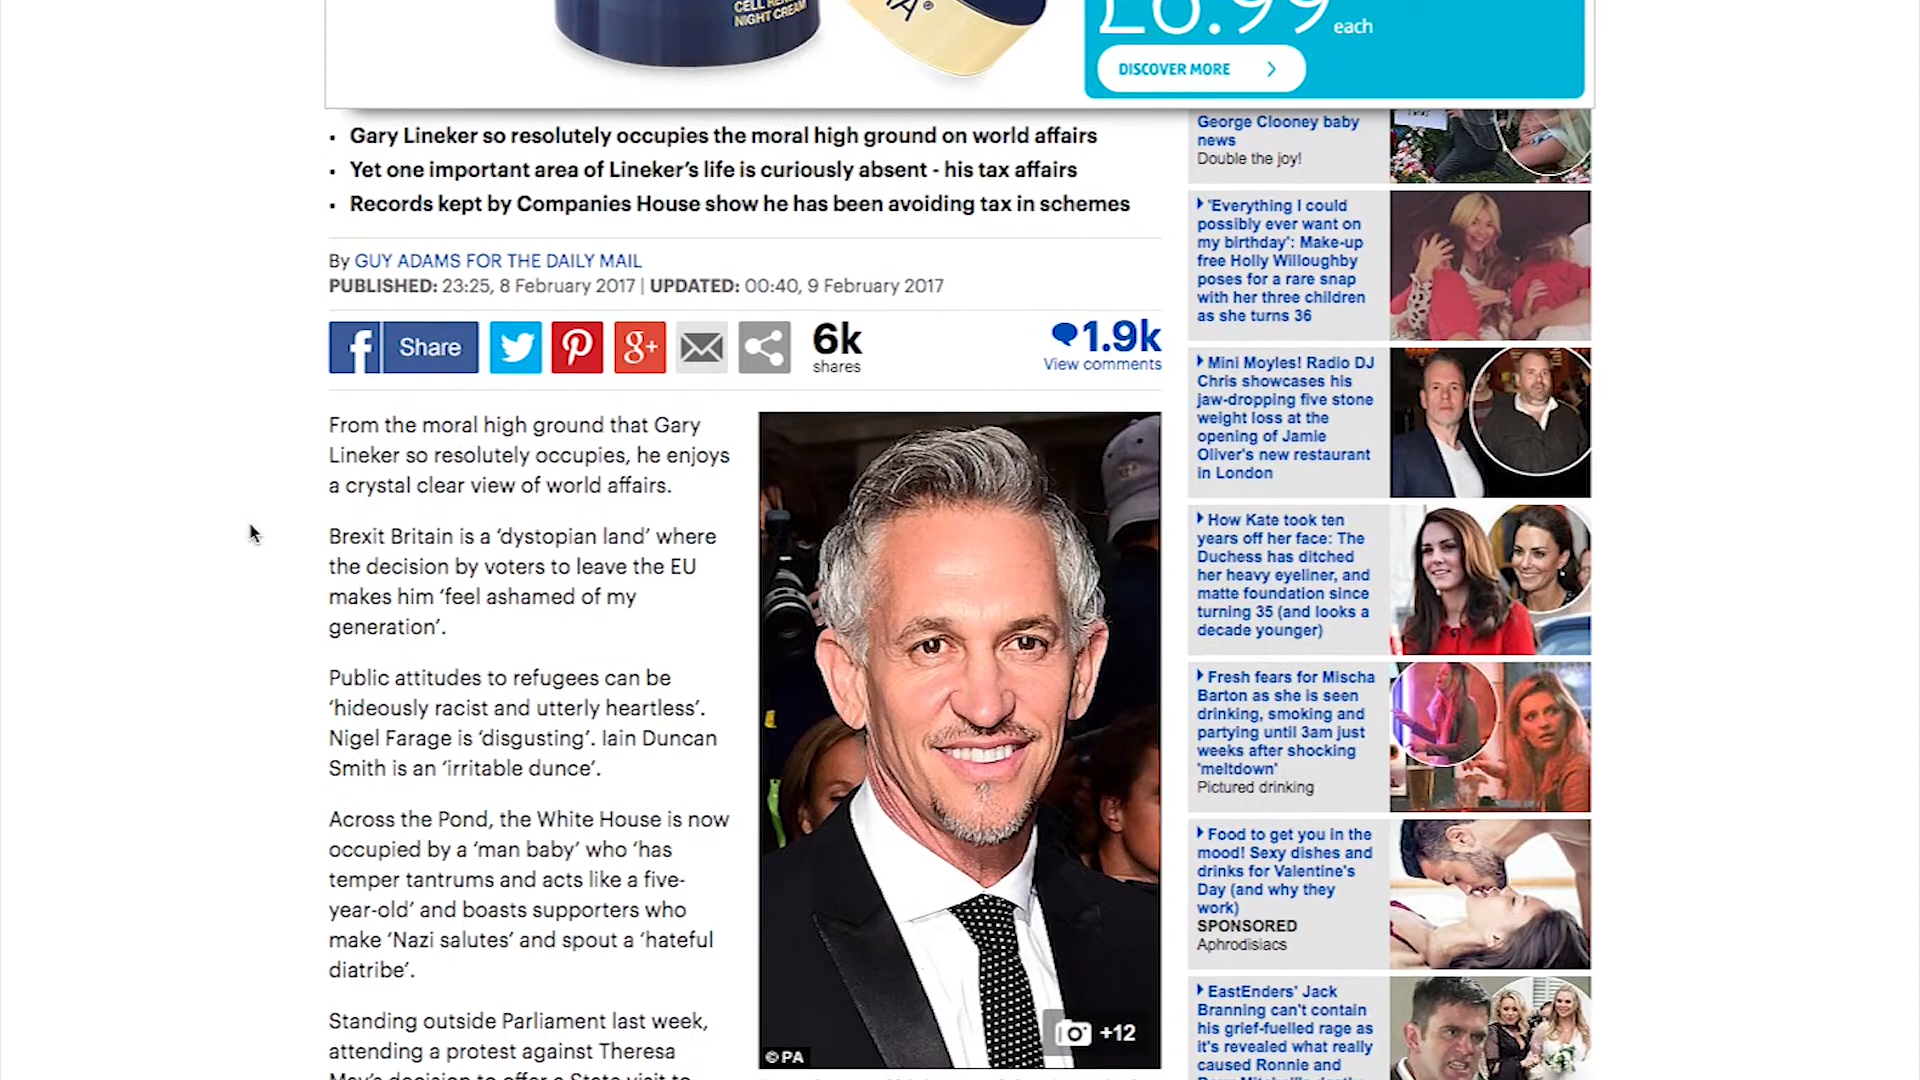 CELL RENEW
NIGHT CREAM
£6.99
each
DISCOVER MORE
• Gary Lineker so resolutely occupies the moral high ground on world affairs
• Yet one important area of Lineker's life is curiously absent - his tax affairs
• Records kept by Companies House show he has been avoiding tax in schemes
By GUY ADAMS FOR THE DAILY MAIL
PUBLISHED: 23:25, 8 February 2017 | UPDATED: 00:40, 9 February 2017
f Share
g+
6k
shares
1.9k
View comments
From the moral high ground that Gary
Lineker so resolutely occupies, he enjoys
a crystal clear view of world affairs.
Brexit Britain is a ‘dystopian land’ where
the decision by voters to leave the EU
makes him ‘feel ashamed of my
generation’.
Public attitudes to refugees can be
‘hideously racist and utterly heartless’.
Nigel Farage is ‘disgusting’. Iain Duncan
Smith is an ‘irritable dunce’.
Across the Pond, the White House is now
occupied by a ‘man baby’ who ‘has
temper tantrums and acts like a five-
year-old’ and boasts supporters who
make ‘Nazi salutes’ and spout a ‘hateful
diatribe’.
Standing outside Parliament last week,
attending a protest against Theresa
May's decision to offer a State visit to
©PA
+12
George Clooney baby
news
Double the joy!
'Everything I could
possibly ever want on
my birthday': Make-up
free Holly Willoughby
poses for a rare snap
with her three children
as she turns 36
Mini Moyles! Radio DJ
Chris showcases his
jaw-dropping five stone
weight loss at the
opening of Jamie
Oliver's new restaurant
in London
How Kate took ten
years off her face: The
Duchess has ditched
her heavy eyeliner, and
matte foundation since
turning 35 (and looks a
decade younger)
Fresh fears for Mischa
Barton as she is seen
drinking, smoking and
partying until 3am just
weeks after shocking
'meltdown'
Pictured drinking
Food to get you in the
mood! Sexy dishes and
drinks for Valentine's
Day (and why they
work)
SPONSORED
Aphrodisiacs
EastEnders' Jack
Branning can't contain
his grief-fuelled rage as
it's revealed what really
caused Ronnie and